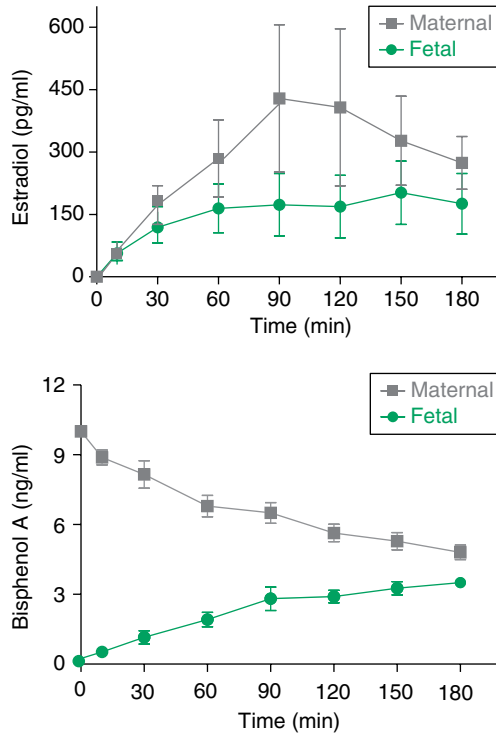 600
450
300
150
0
Estradiol (pg/ml)
Maternal
Fetal
0 30 60 90 120 150 180
Time (min)
12
9
6
3
0
Bisphenol A (ng/ml)
Maternal
Fetal
0 30 60 90 120 150 180
Time (min)